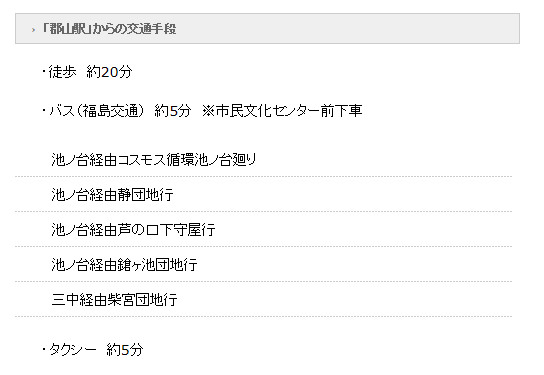 › 「郡山駅」からの交通手段
・徒歩　約20分
・バス（福島交通）　約5分　※市民文化センター前下車
池ノ台経由コスモス循環池ノ台廻り
池ノ台経由静団地行
池ノ台経由芦の口下守屋行
池ノ台経由鎗ヶ池団地行
三中経由柴宮団地行
・タクシー　約5分